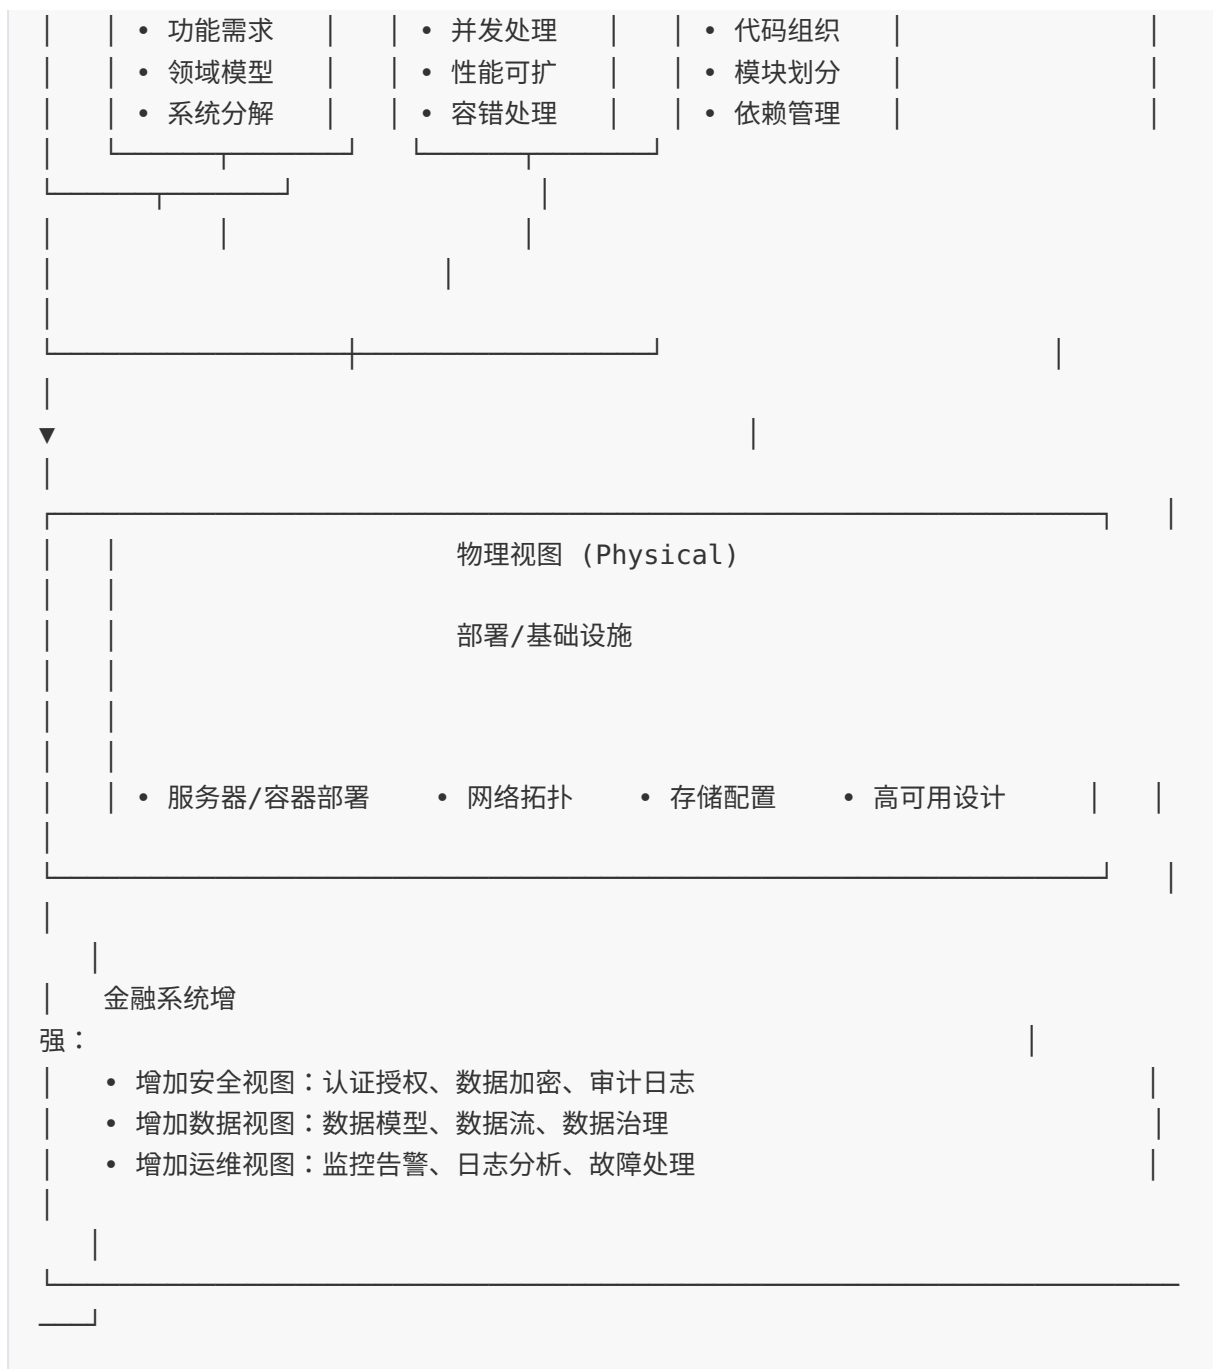 • 功能需求 • 并发处理 • 代码组织
• 领域模型 • 性能可扩 • 模块划分
• 系统分解 • 容错处理 • 依赖管理
▼
物理视图 (Physical)
部署/基础设施
• 服务器/容器部署 • 网络拓扑 • 存储配置 • 高可用设计
金融系统增
强：
• 增加安全视图：认证授权、数据加密、审计日志
• 增加数据视图：数据模型、数据流、数据治理
• 增加运维视图：监控告警、日志分析、故障处理